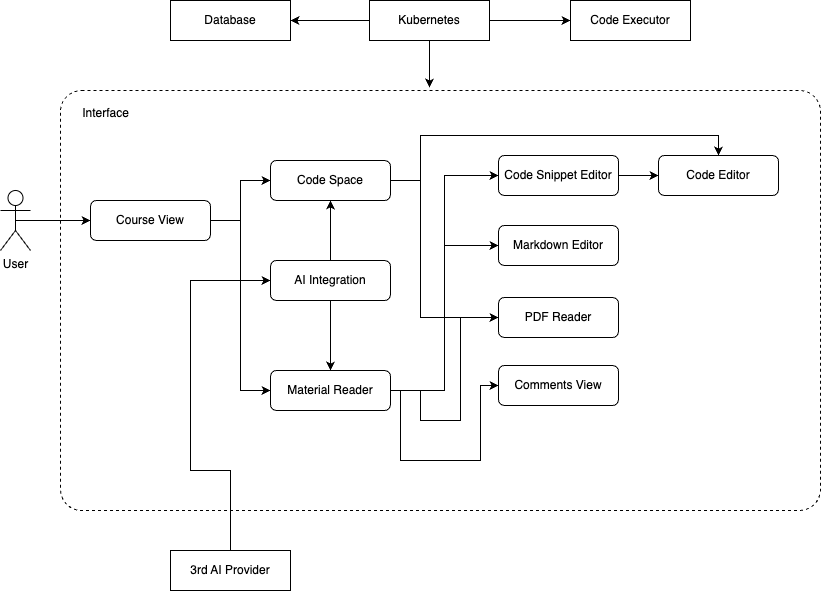 Database
Kubernetes
Code Executor
Interface
Code Space
Code Snippet Editor
Code Editor
Course View
Markdown Editor
User
AI Integration
PDF Reader
Material Reader
Comments View
3rd AI Provider